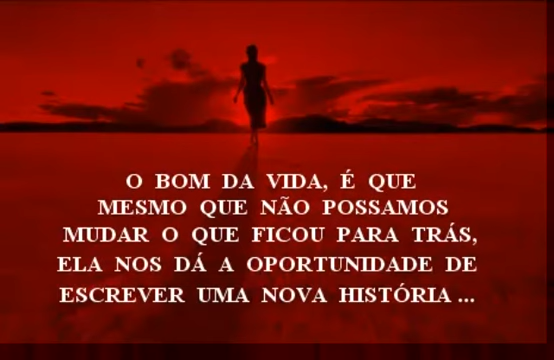 O BOM DA VIDA, É QUE
MESMO QUE NÃO POSSAMOS
MUDAR O QUE FICOU PARA TRÁS,
ELA NOS DÁ A OPORTUNIDADE DE
ESCREVER UMA NOVA HISTÓRIA ...